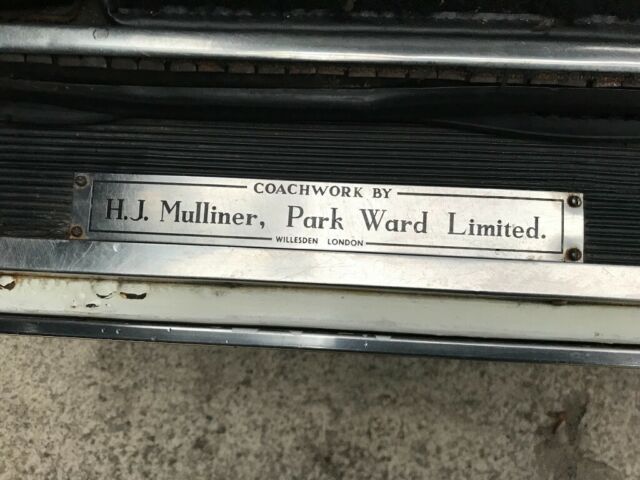 COACHWORK BY
H.J. Mulliner, Park Ward Limited.
WILLESDEN LONDON